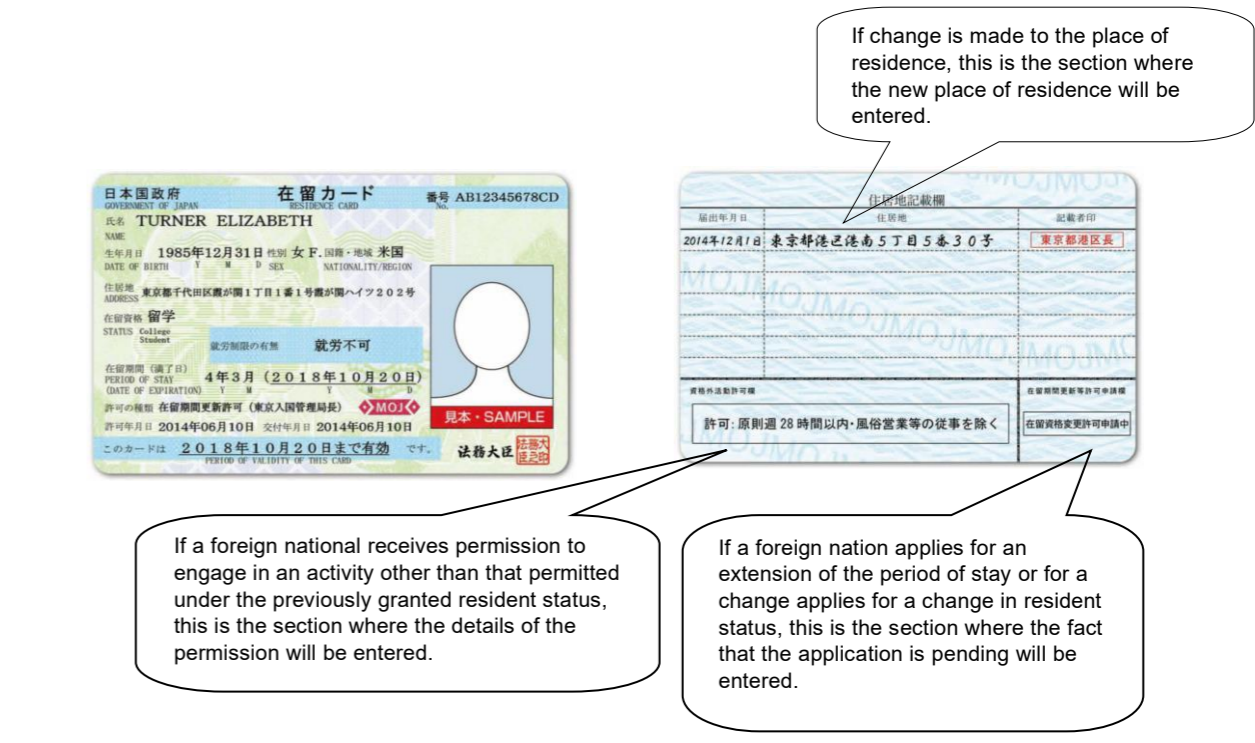 If change is made to the place of
residence, this is the section where
the new place of residence will be
entered.
日本国政府 在留カード 番号 AB12345678CD
GOVERNMENT OF JAPAN RESIDENCE CARD No.
氏名 TURNER ELIZABETH
NAME
生年月日 1985年12月31日 性別 女 F. 国籍・地域 米国
DATE OF BIRTH Y M D SEX NATIONALITY/REGION
住居地 東京都千代田区霞が関1丁目1番1号霞が関ハイツ202号
ADDRESS
在留資格 留学
STATUS College
Student
就労制限の有無 就労不可
在留期間（満了日）
PERIOD OF STAY 4年3月（2018年10月20日）
(DATE OF EXPIRATION) Y M Y M D
許可の種類 在留期間更新許可（東京入国管理局長） MOJ
見本・SAMPLE
許可年月日 2014年06月10日 交付年月日 2014年06月10日
このカードは 2018年10月20日まで有効 です。 法務大臣
PERIOD OF VALIDITY OF THIS CARD
住居地記載欄
届出年月日 住居地 記載者印
2014年12月1日 東京都港区港南5丁目5番30号 東京都港区長
MOJMOJMOJMOJMOJM
資格外活動許可欄 在留期間更新等許可申請欄
許可:原則週28時間以内・風俗営業等の従事を除く 在留資格変更許可申請中
If a foreign national receives permission to
engage in an activity other than that permitted
under the previously granted resident status,
this is the section where the details of the
permission will be entered.
If a foreign nation applies for an
extension of the period of stay or for a
change applies for a change in resident
status, this is the section where the fact
that the application is pending will be
entered.